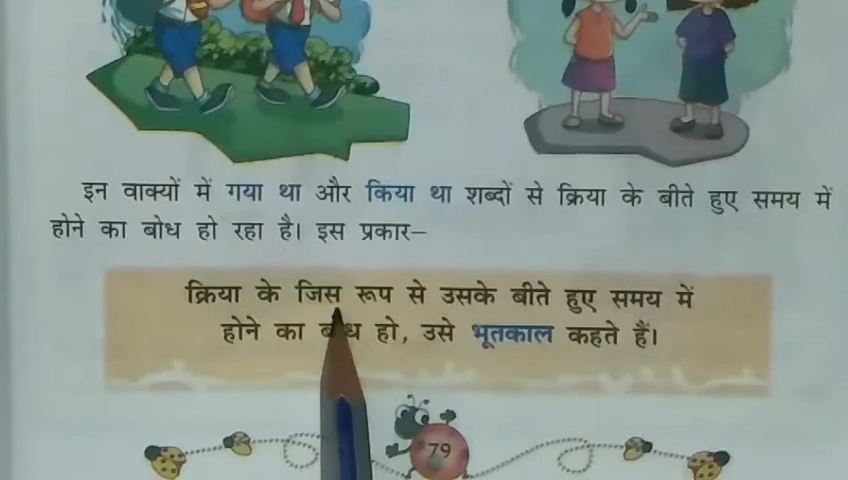 इन वाक्यों में गया था और किया था शब्दों से क्रिया के बीते हुए समय में
होने का बोध हो रहा है। इस प्रकार–
क्रिया के जिस रूप से उसके बीते हुए समय में
होने का बोध हो, उसे भूतकाल कहते हैं।
79